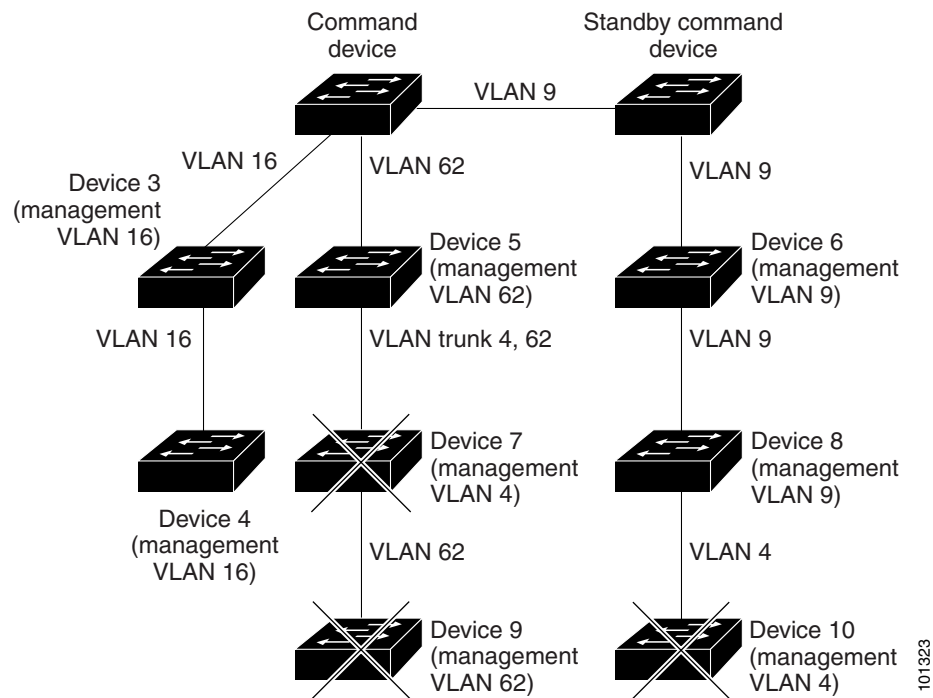 Command
device
Standby command
device
VLAN 9
VLAN 16
VLAN 62
VLAN 9
Device 3
(management
VLAN 16)
Device 5
(management
VLAN 62)
Device 6
(management
VLAN 9)
VLAN 16
VLAN trunk 4, 62
VLAN 9
Device 7
(management
VLAN 4)
Device 8
(management
VLAN 9)
Device 4
(management
VLAN 16)
VLAN 62
VLAN 4
Device 9
(management
VLAN 62)
Device 10
(management
VLAN 4)
101323